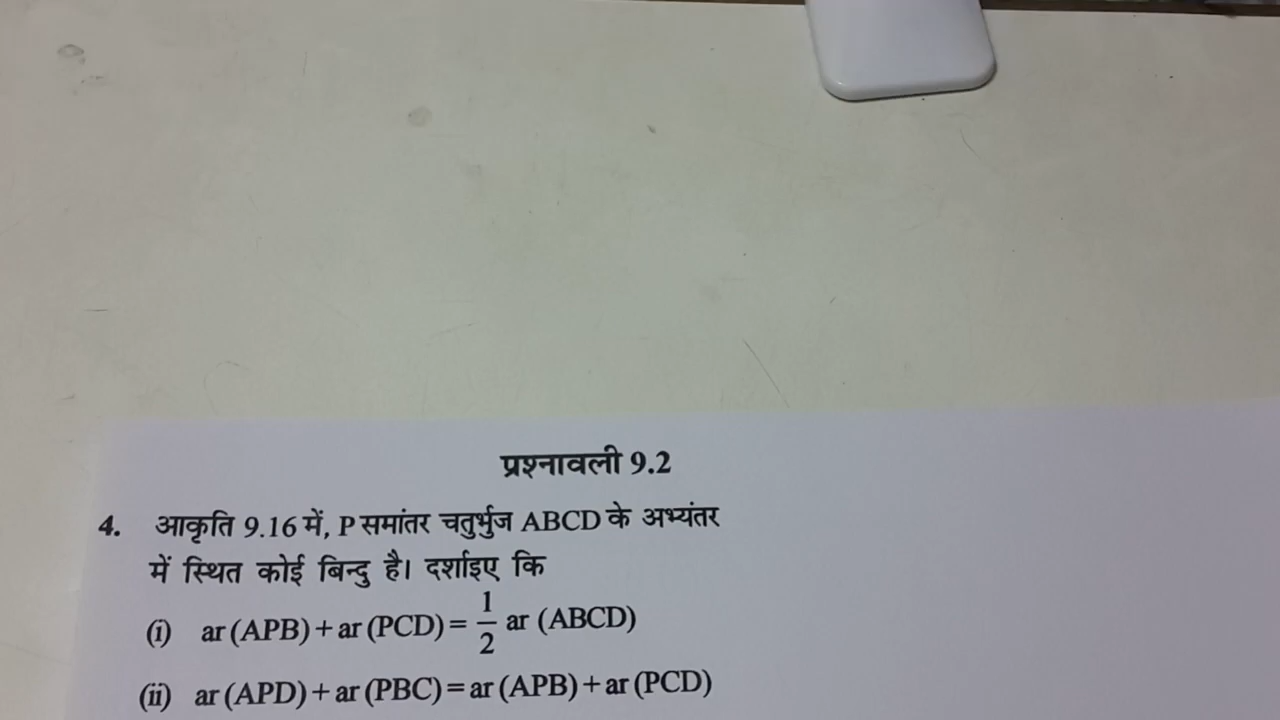 प्रश्नावली 9.2
4. आकृति 9.16 में, P समांतर चतुर्भुज ABCD के अभ्यंतर
में स्थित कोई बिन्दु है। दर्शाइए कि
(i) ar (APB) + ar (PCD) = 1/2 ar (ABCD)
(ii) ar (APD) + ar (PBC) = ar (APB) + ar (PCD)